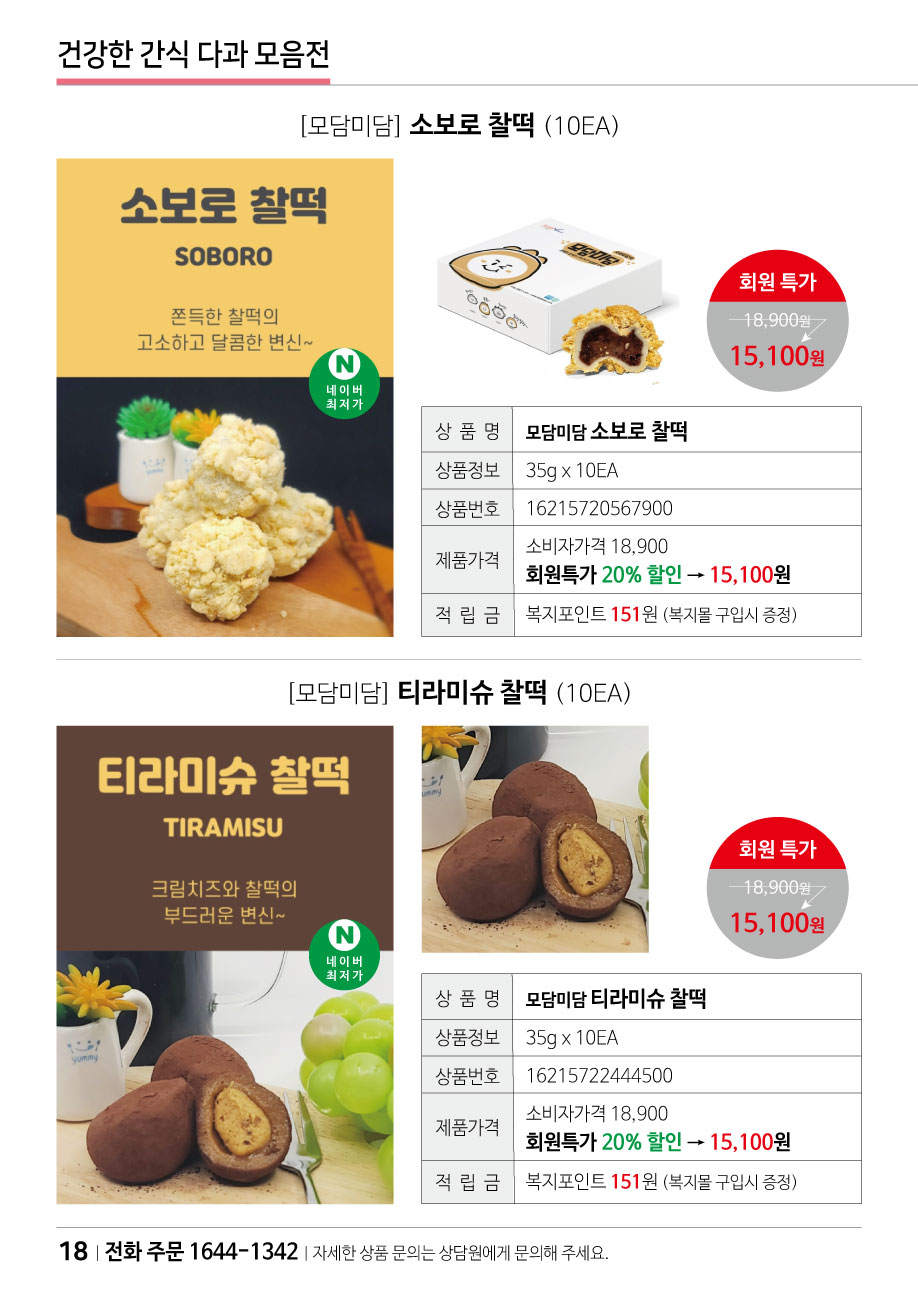 건강한 간식 다과 모음전
[모담미담] 소보로 찰떡 (10EA)
소보로 찰떡
SOBORO
쫀득한 찰떡의
고소하고 달콤한 변신~
N
네이버
최저가
모담미담
회원 특가
18,900원
15,100원
상 품 명 모담미담 소보로 찰떡
상품정보 35g x 10EA
상품번호 16215720567900
제품가격 소비자가격 18,900
회원특가 20% 할인 → 15,100원
적 립 금 복지포인트 151원 (복지몰 구입시 증정)
[모담미담] 티라미슈 찰떡 (10EA)
티라미슈 찰떡
TIRAMISU
크림치즈와 찰떡의
부드러운 변신~
N
네이버
최저가
yummy
yummy
회원 특가
18,900원
15,100원
상 품 명 모담미담 티라미슈 찰떡
상품정보 35g x 10EA
상품번호 16215722444500
제품가격 소비자가격 18,900
회원특가 20% 할인 → 15,100원
적 립 금 복지포인트 151원 (복지몰 구입시 증정)
18 | 전화 주문 1644-1342 | 자세한 상품 문의는 상담원에게 문의해 주세요.